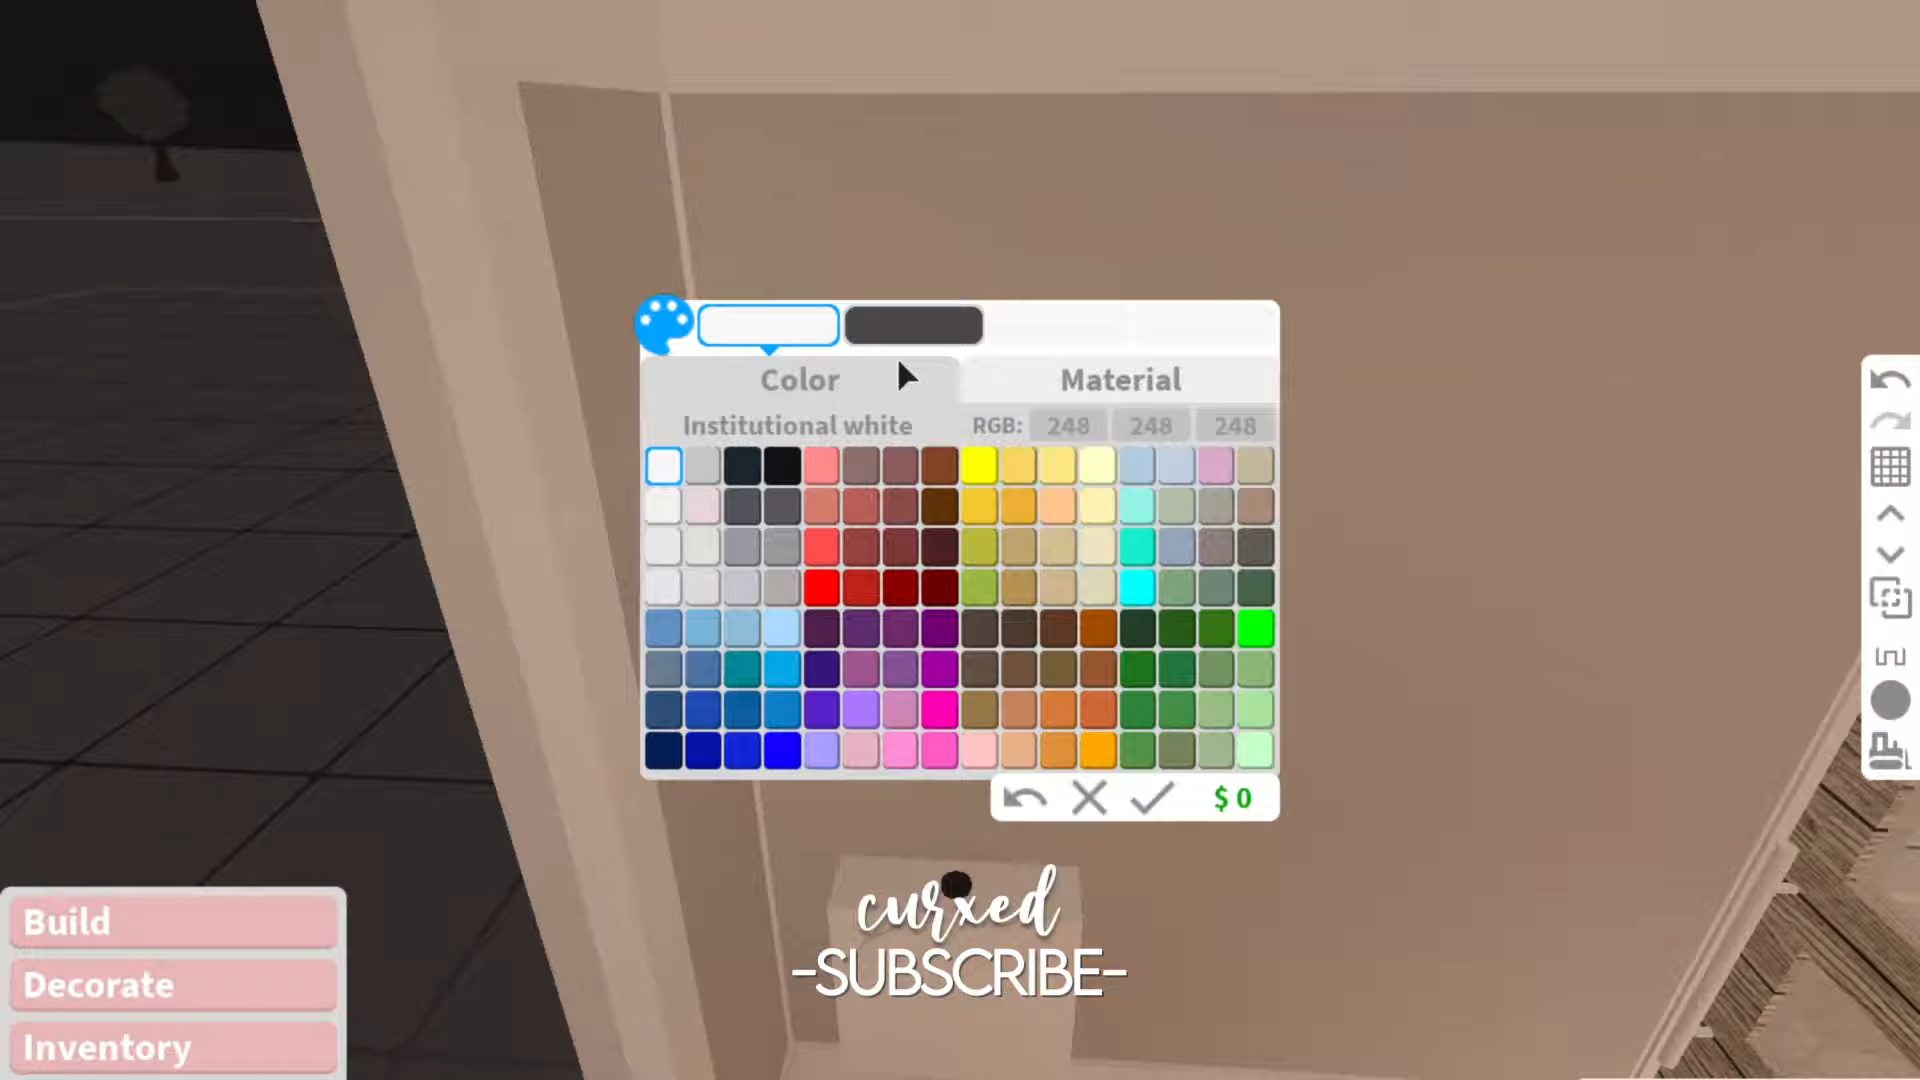 Color
Material
Institutional white
RGB: 248 248 248
$ 0
curxed
-SUBSCRIBE-
Build
Decorate
Inventory